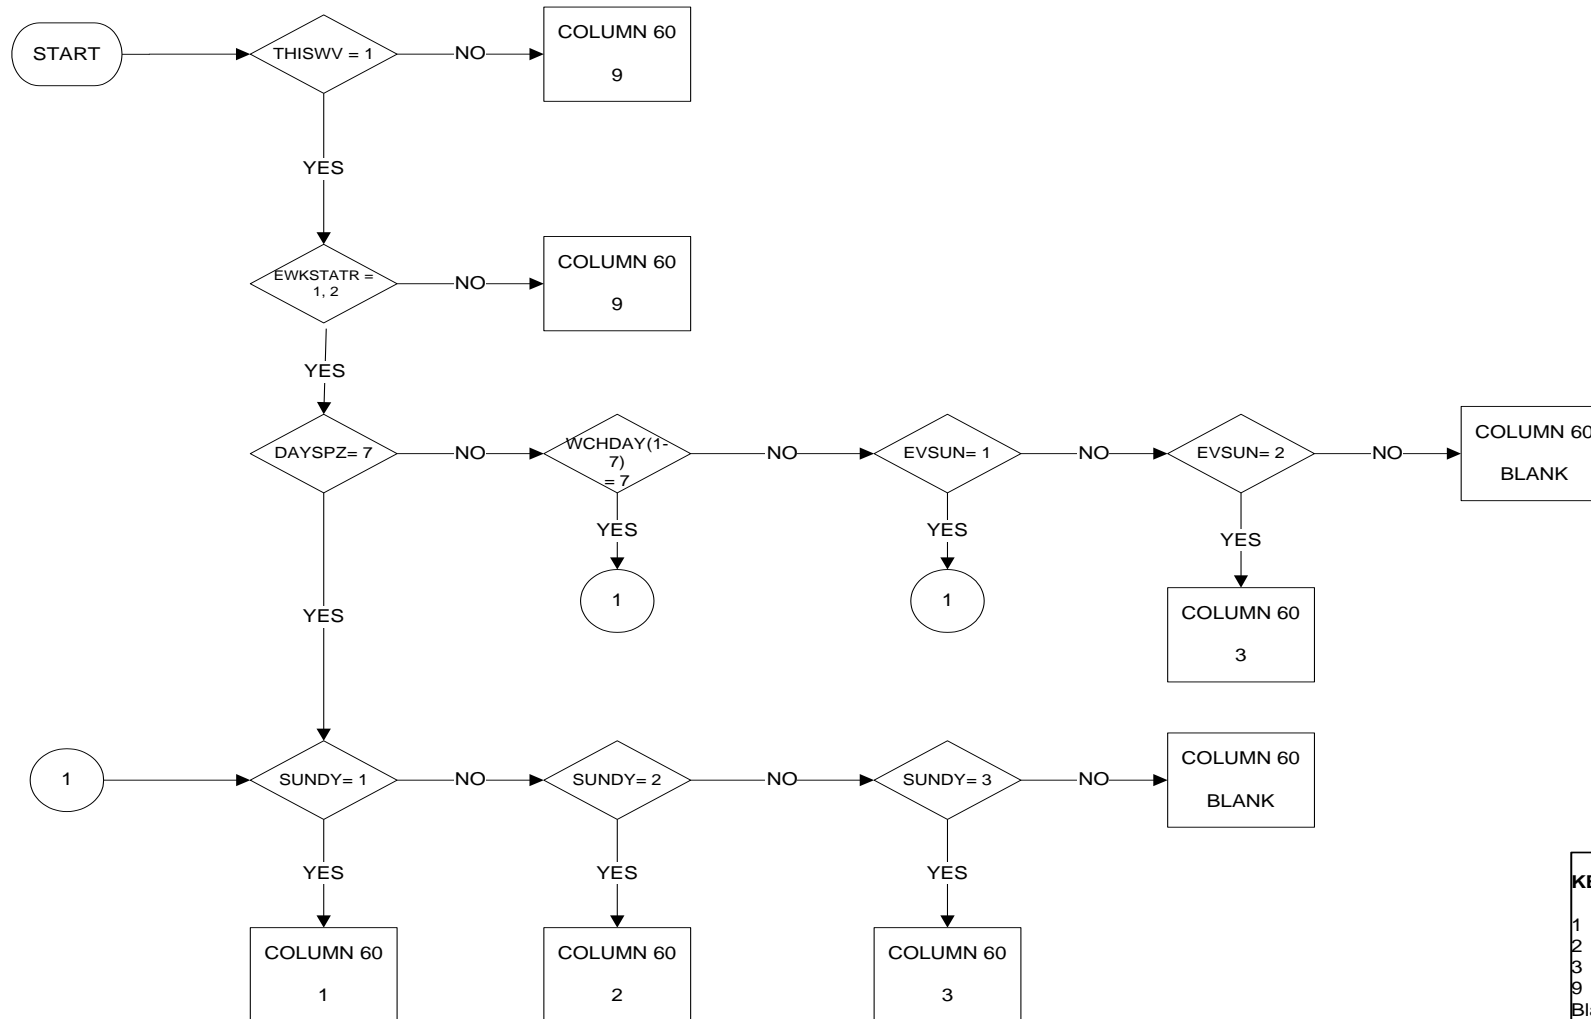 START
THISWV = 1
NO
COLUMN 60
9
YES
EWKSTATR =
1, 2
NO
COLUMN 60
9
YES
DAYSPZ= 7
NO
WCHDAY(1-
7)
= 7
NO
EVSUN= 1
NO
EVSUN= 2
NO
COLUMN 60
BLANK
YES
1
YES
1
YES
COLUMN 60
3
YES
1
SUNDY= 1
NO
SUNDY= 2
NO
SUNDY= 3
NO
COLUMN 60
BLANK
YES
COLUMN 60
1
YES
COLUMN 60
2
YES
COLUMN 60
3
1
2
3
9